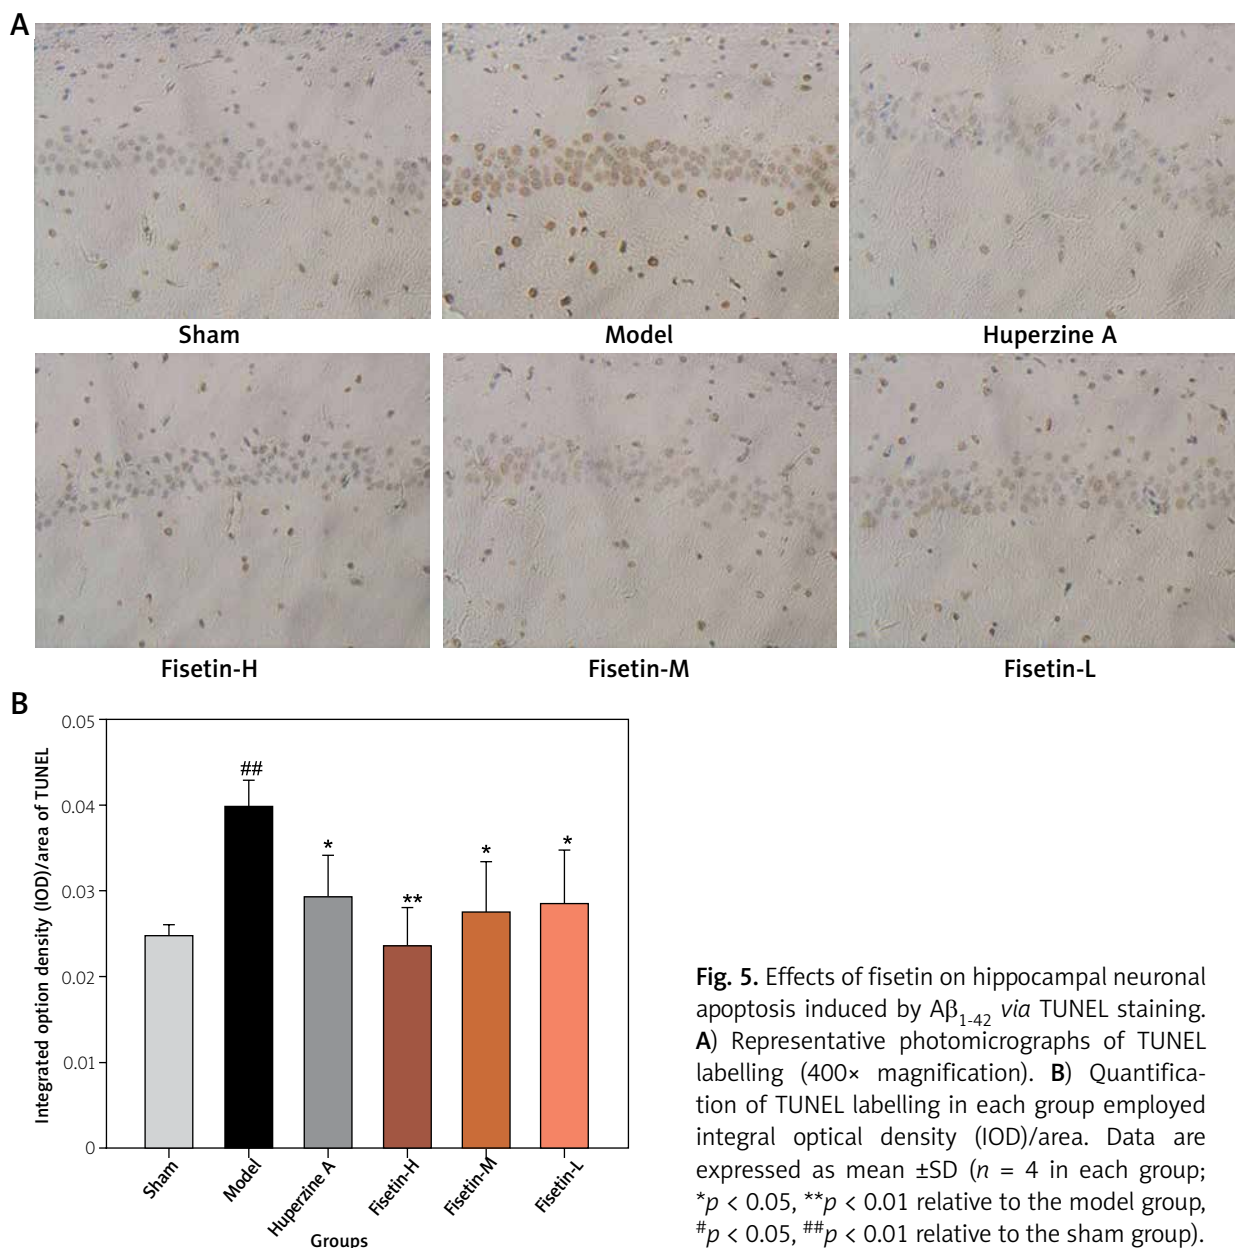 A
Sham
Model
Huperzine A
Fisetin-H
Fisetin-M
Fisetin-L
B
Integrated option density (IOD)/area of TUNEL
0.05
0.04
0.03
0.02
0.01
0
##
*
**
*
*
Sham
Model
Huperzine A
Fisetin-H
Fisetin-M
Fisetin-L
Groups
Fig. 5. Effects of fisetin on hippocampal neuronal
apoptosis induced by Aβ1-42 via TUNEL staining.
A) Representative photomicrographs of TUNEL
labelling (400× magnification). B) Quantifica-
tion of TUNEL labelling in each group employed
integral optical density (IOD)/area. Data are
expressed as mean ±SD (n = 4 in each group;
*p < 0.05, **p < 0.01 relative to the model group,
#p < 0.05, ##p < 0.01 relative to the sham group).